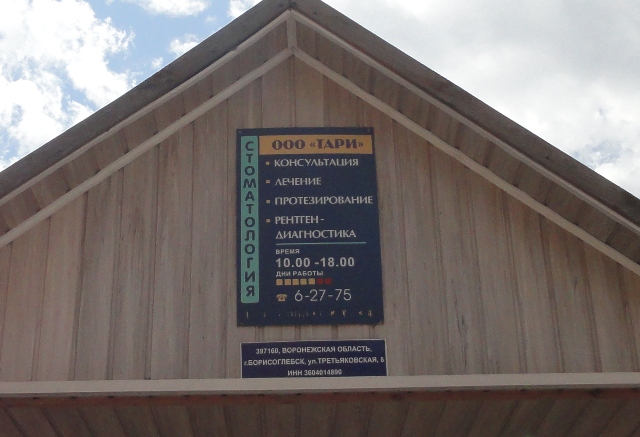 СТОМАТОЛОГИЯ
ООО «ТАРИ»
КОНСУЛЬТАЦИЯ
ЛЕЧЕНИЕ
ПРОТЕЗИРОВАНИЕ
РЕНТГЕН-
ДИАГНОСТИКА
ВРЕМЯ
10.00 -18.00
ДНИ РАБОТЫ
☎ 6-27-75
397160, ВОРОНЕЖСКАЯ ОБЛАСТЬ,
г.БОРИСОГЛЕБСК, ул.ТРЕТЬЯКОВСКАЯ, 6
ИНН 3604014890